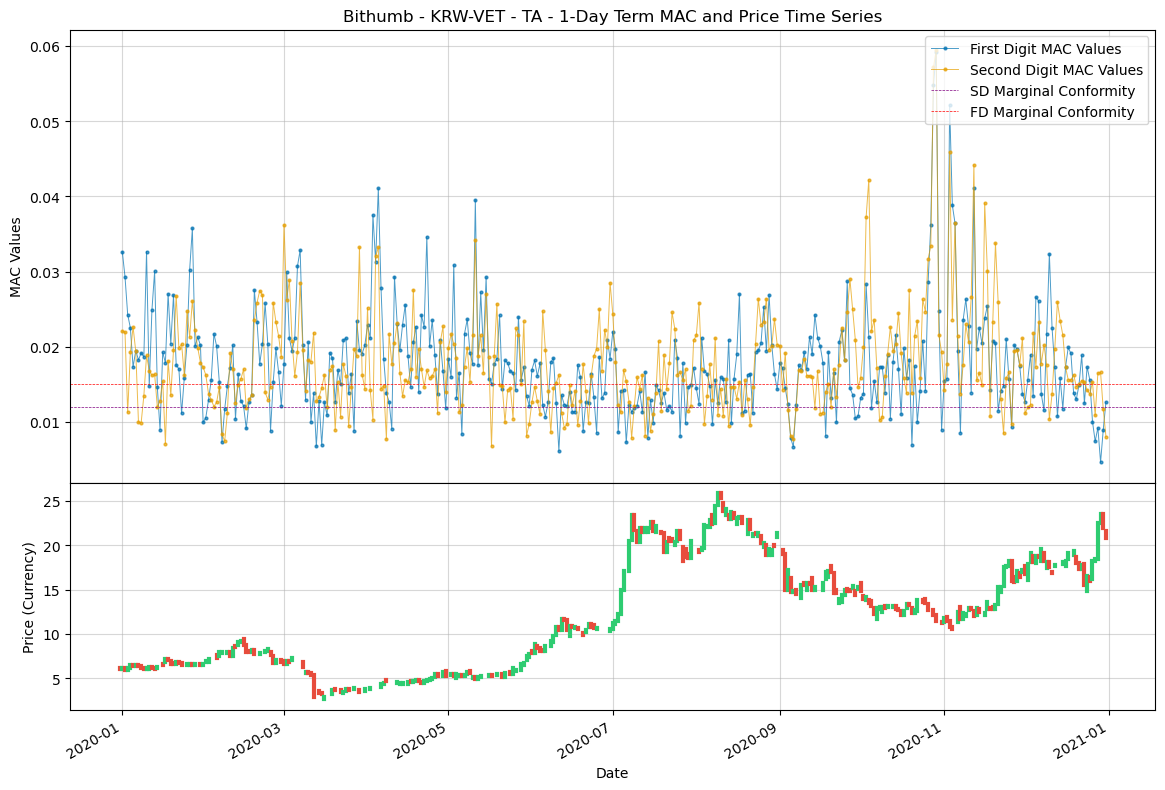 Bithumb - KRW-VET - TA - 1-Day Term MAC and Price Time Series
First Digit MAC Values
Second Digit MAC Values
SD Marginal Conformity
FD Marginal Conformity
MAC Values
0.06
0.05
0.04
0.03
0.02
0.01
Price (Currency)
25
20
15
10
5
2020-01
2020-03
2020-05
2020-07
2020-09
2020-11
2021-01
Date